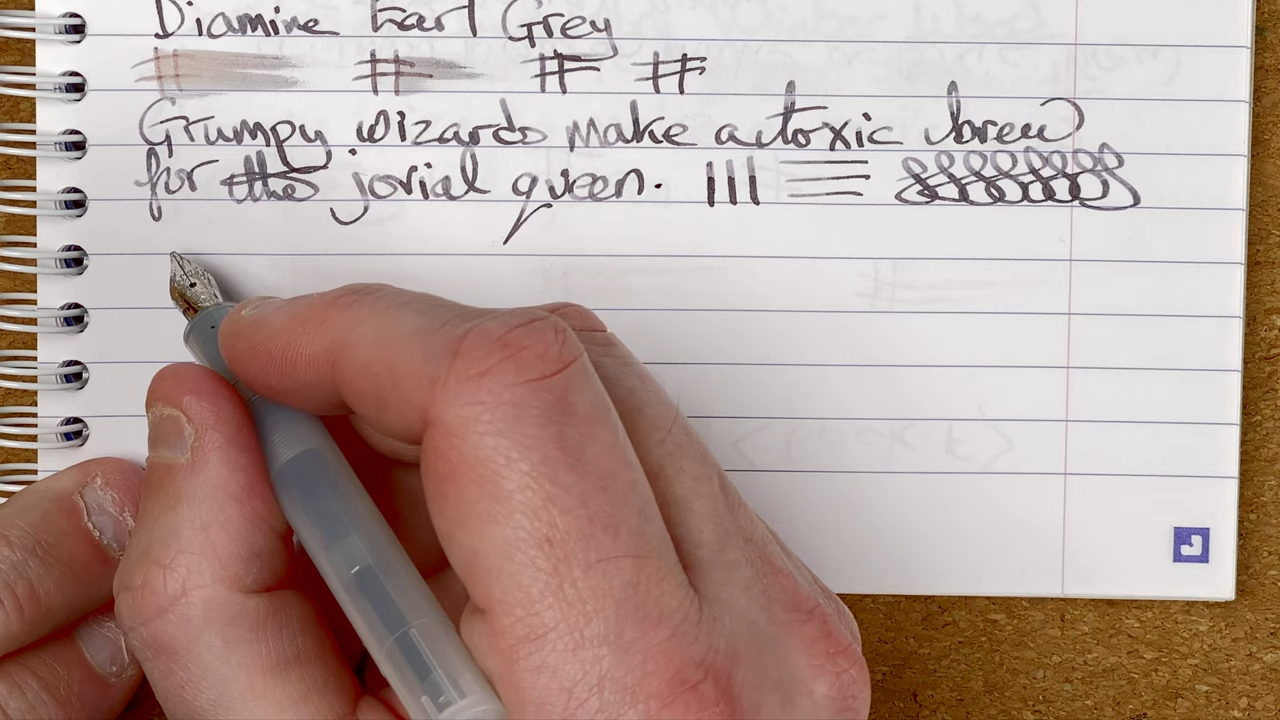 Diamine Earl Grey
Grumpy wizards make a toxic brew
for the jovial queen.